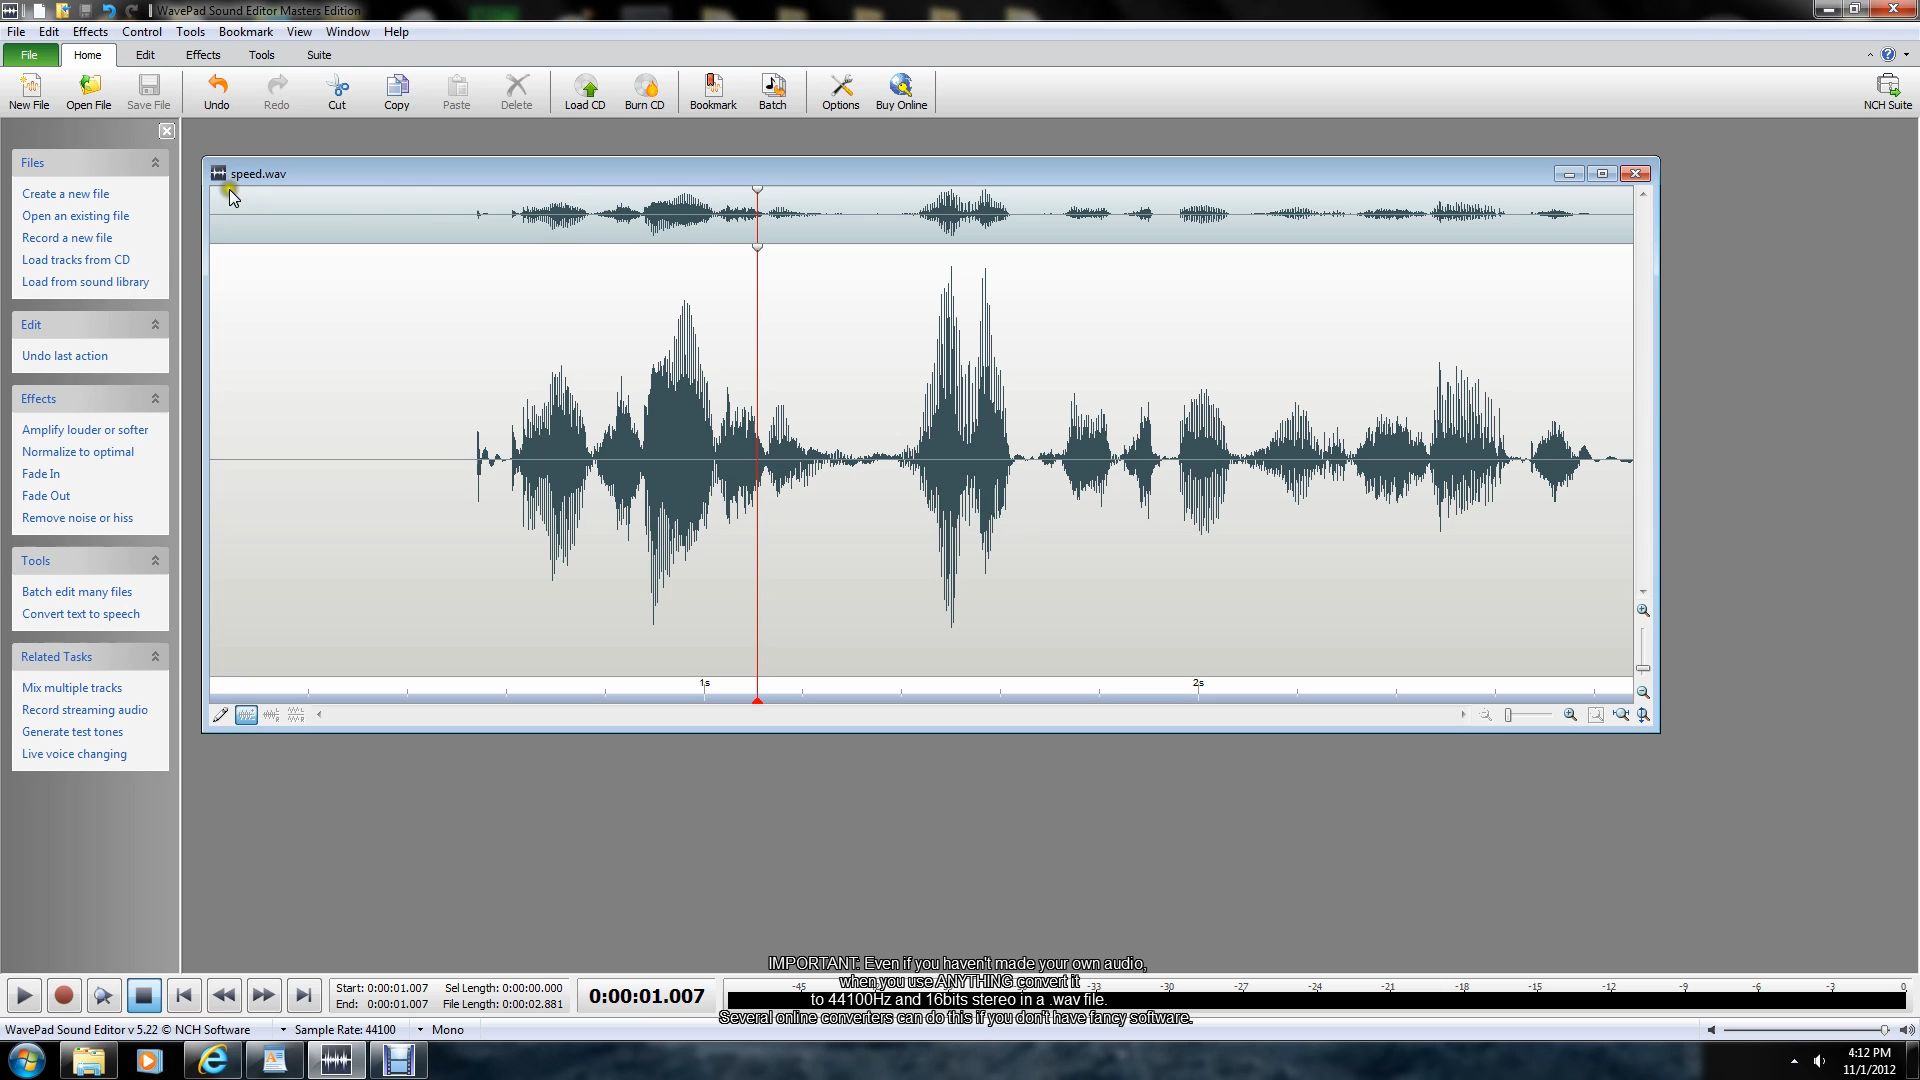 WavePad Sound Editor Masters Edition
File Edit Effects Control Tools Bookmark View Window Help
File Home Edit Effects Tools Suite
New File Open File Save File Undo Redo Cut Copy Paste Delete Load CD Burn CD Bookmark Batch Options Buy Online NCH Suite
Files
Create a new file
Open an existing file
Record a new file
Load tracks from CD
Load from sound library
Edit
Undo last action
Effects
Amplify louder or softer
Normalize to optimal
Fade In
Fade Out
Remove noise or hiss
Tools
Batch edit many files
Convert text to speech
Related Tasks
Mix multiple tracks
Record streaming audio
Generate test tones
Live voice changing
speed.wav
1s 2s
IMPORTANT: Even if you haven't made your own audio,
when you use ANYTHING convert it
to 44100Hz and 16bits stereo in a .wav file.
Several online converters can do this if you don't have fancy software.
Start: 0:00:01.007 Sel Length: 0:00:00.000
End: 0:00:01.007 File Length: 0:00:02.881
0:00:01.007
-45 -33 -30 -27 -24 -21 -18 -15 -12 -9 -6 -3 0
WavePad Sound Editor v 5.22 © NCH Software Sample Rate: 44100 Mono
4:12 PM
11/1/2012